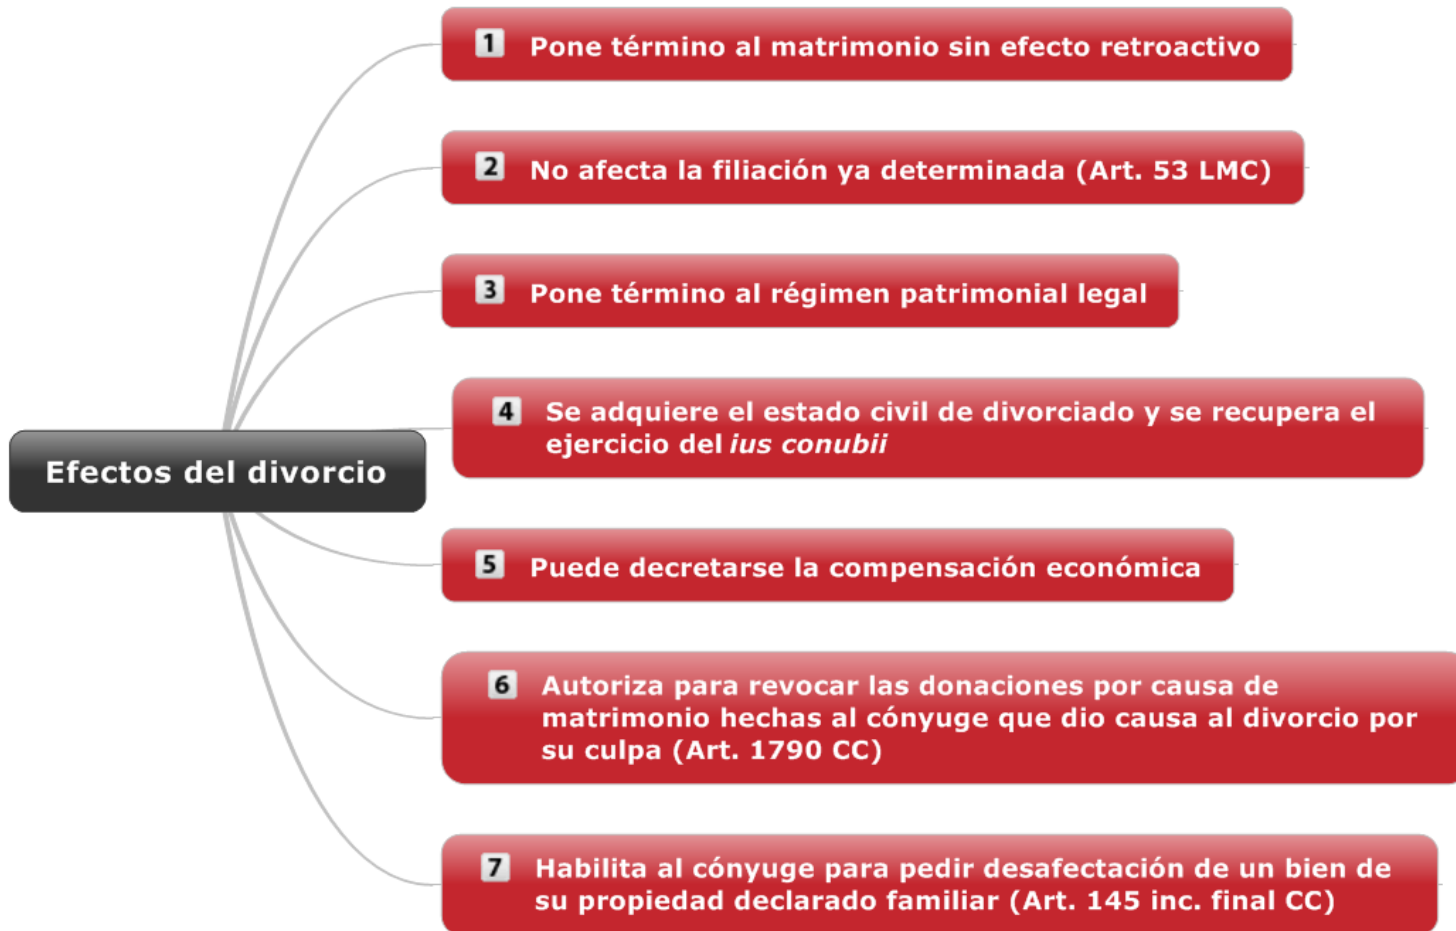 1 Pone término al matrimonio sin efecto retroactivo
2 No afecta la filiación ya determinada (Art. 53 LMC)
3 Pone término al régimen patrimonial legal
4 Se adquiere el estado civil de divorciado y se recupera el
ejercicio del ius conubii
Efectos del divorcio
5 Puede decretarse la compensación económica
6 Autoriza para revocar las donaciones por causa de
matrimonio hechas al cónyuge que dio causa al divorcio por
su culpa (Art. 1790 CC)
7 Habilita al cónyuge para pedir desafectación de un bien de
su propiedad declarado familiar (Art. 145 inc. final CC)